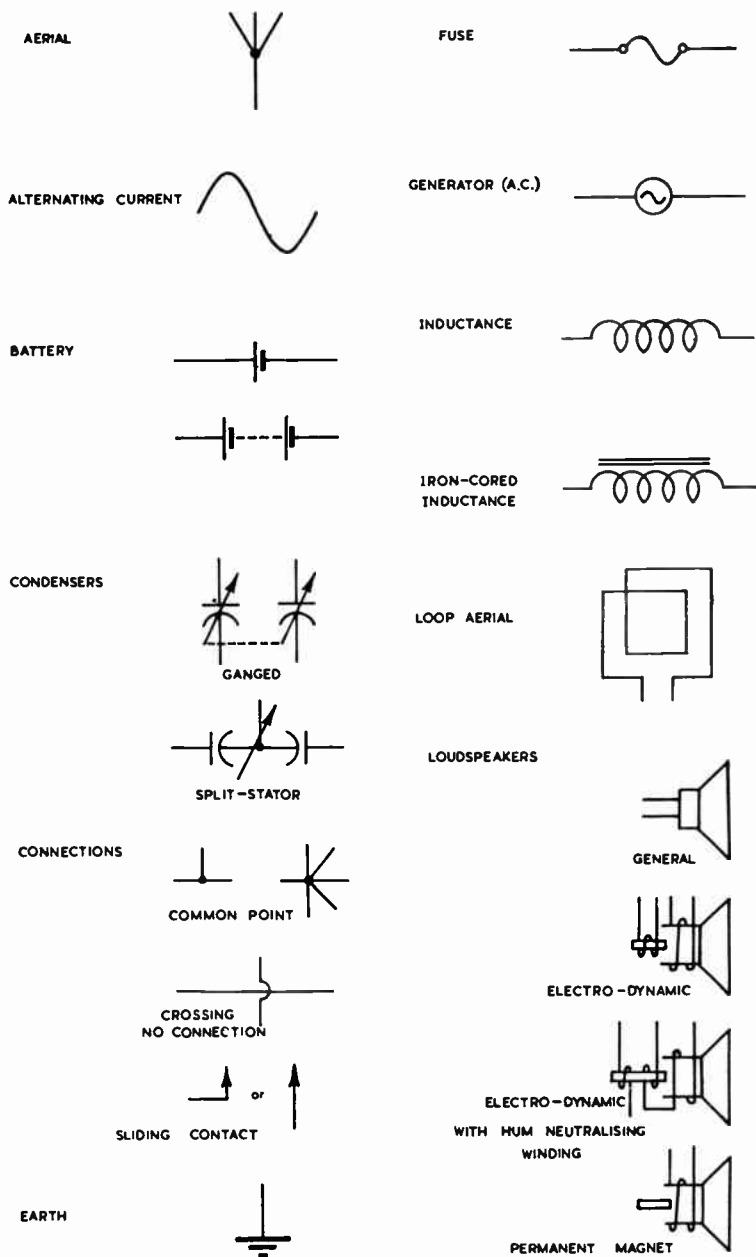 AERIAL
ALTERNATING CURRENT
BATTERY
CONDENSERS
GANGED
SPLIT-STATOR
CONNECTIONS
COMMON POINT
CROSSING
NO CONNECTION
or
SLIDING CONTACT
EARTH
FUSE
GENERATOR (A.C.)
INDUCTANCE
IRON-CORED
INDUCTANCE
LOOP AERIAL
LOUDSPEAKERS
GENERAL
ELECTRO-DYNAMIC
ELECTRO-DYNAMIC
WITH HUM NEUTRALISING
WINDING
PERMANENT MAGNET